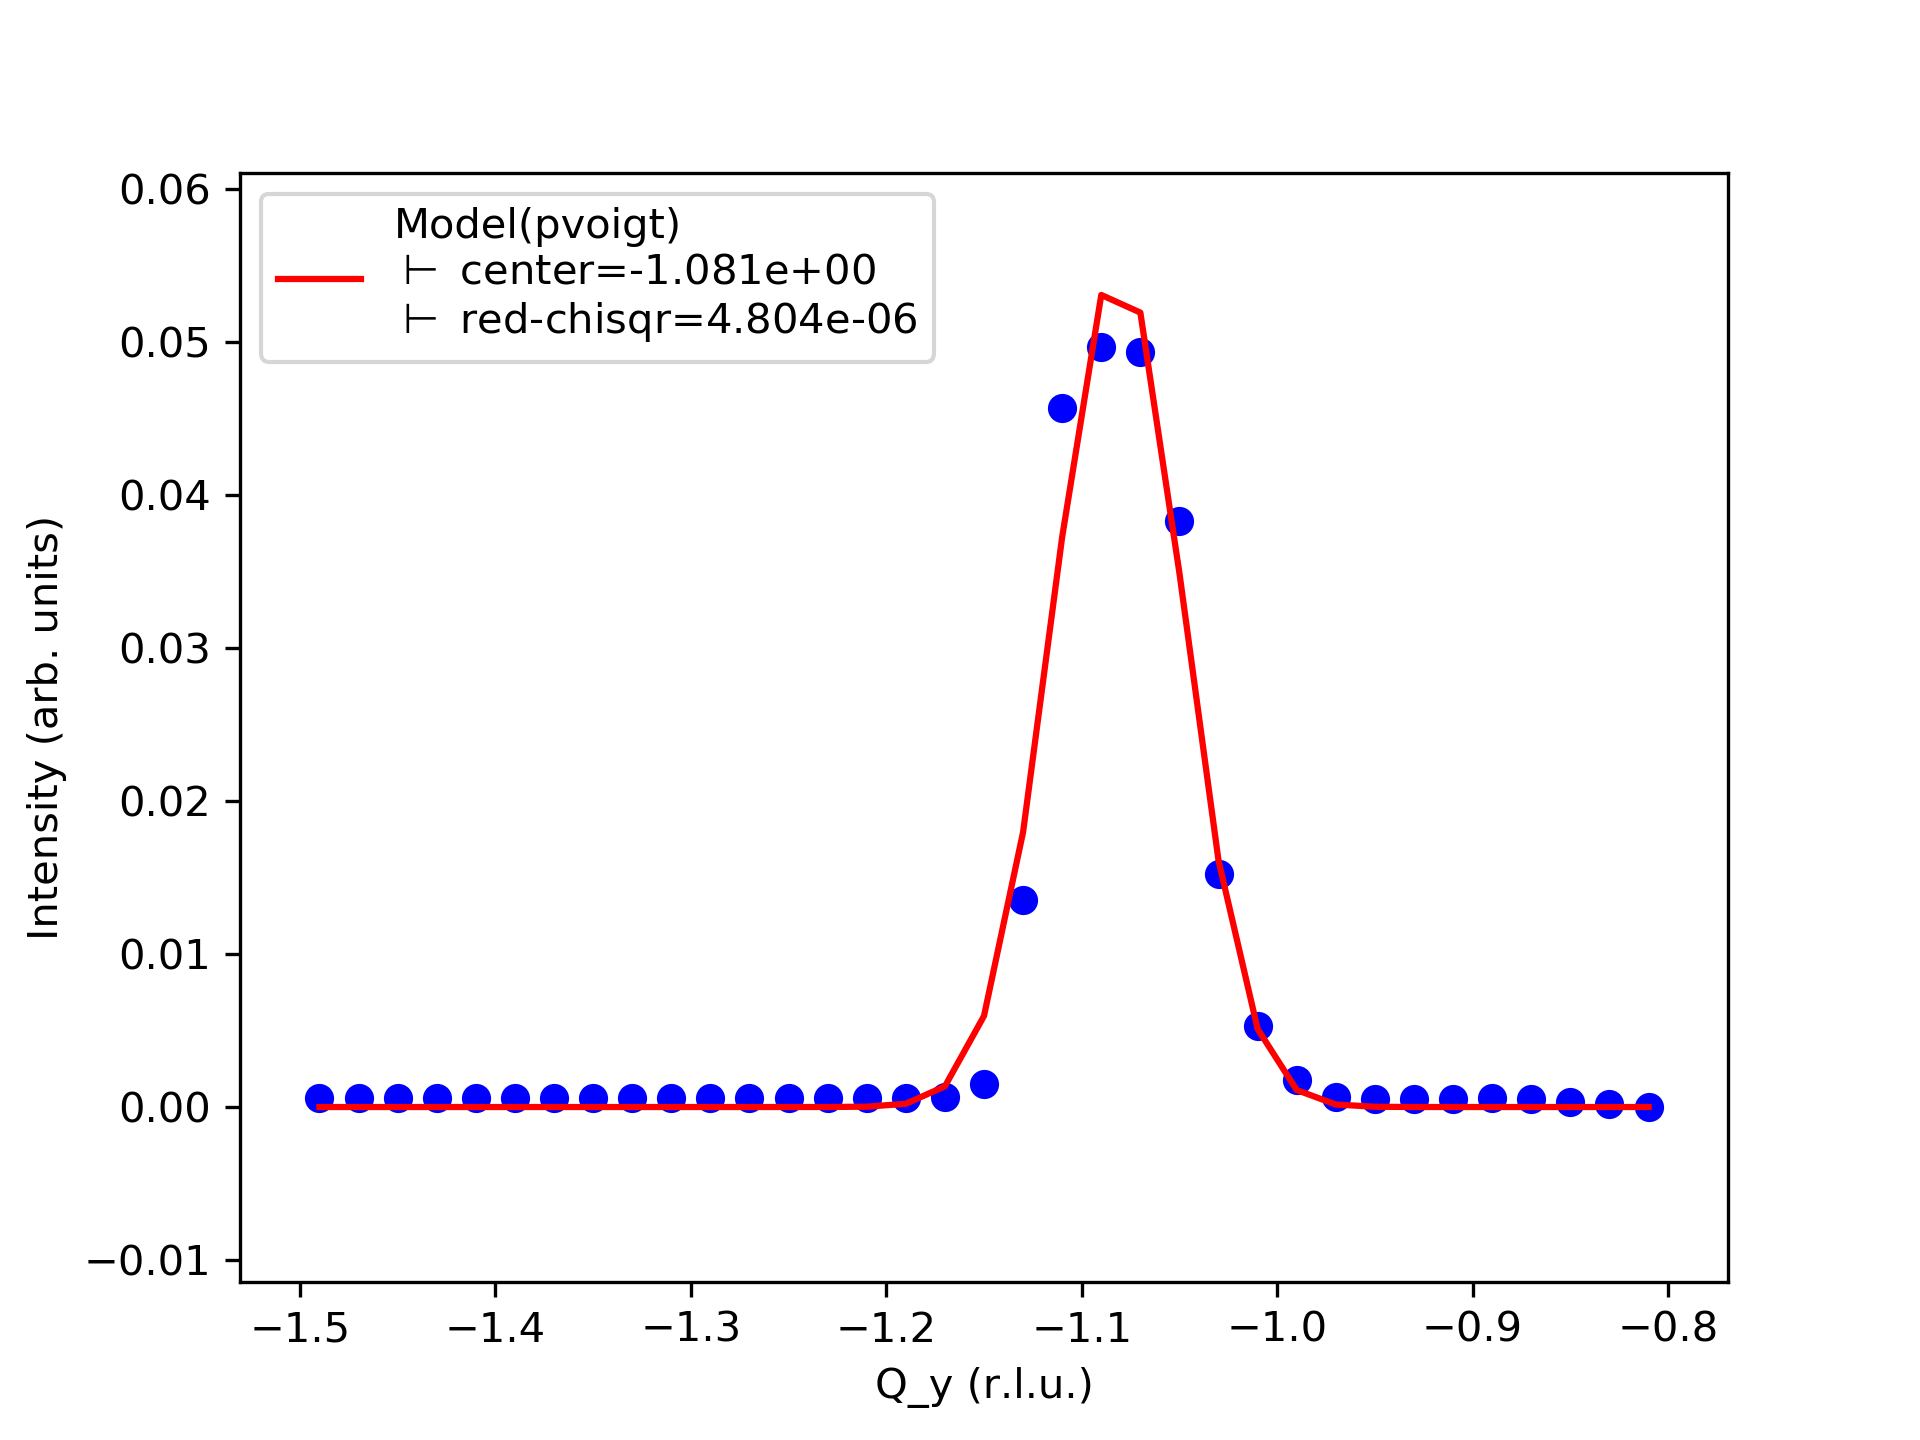 Model(pvoigt)
⊢ center=-1.081e+00
⊢ red-chisqr=4.804e-06
0.06
0.05
0.04
0.03
0.02
0.01
0.00
−0.01
Intensity (arb. units)
−1.5 −1.4 −1.3 −1.2 −1.1 −1.0 −0.9 −0.8
Q_y (r.l.u.)